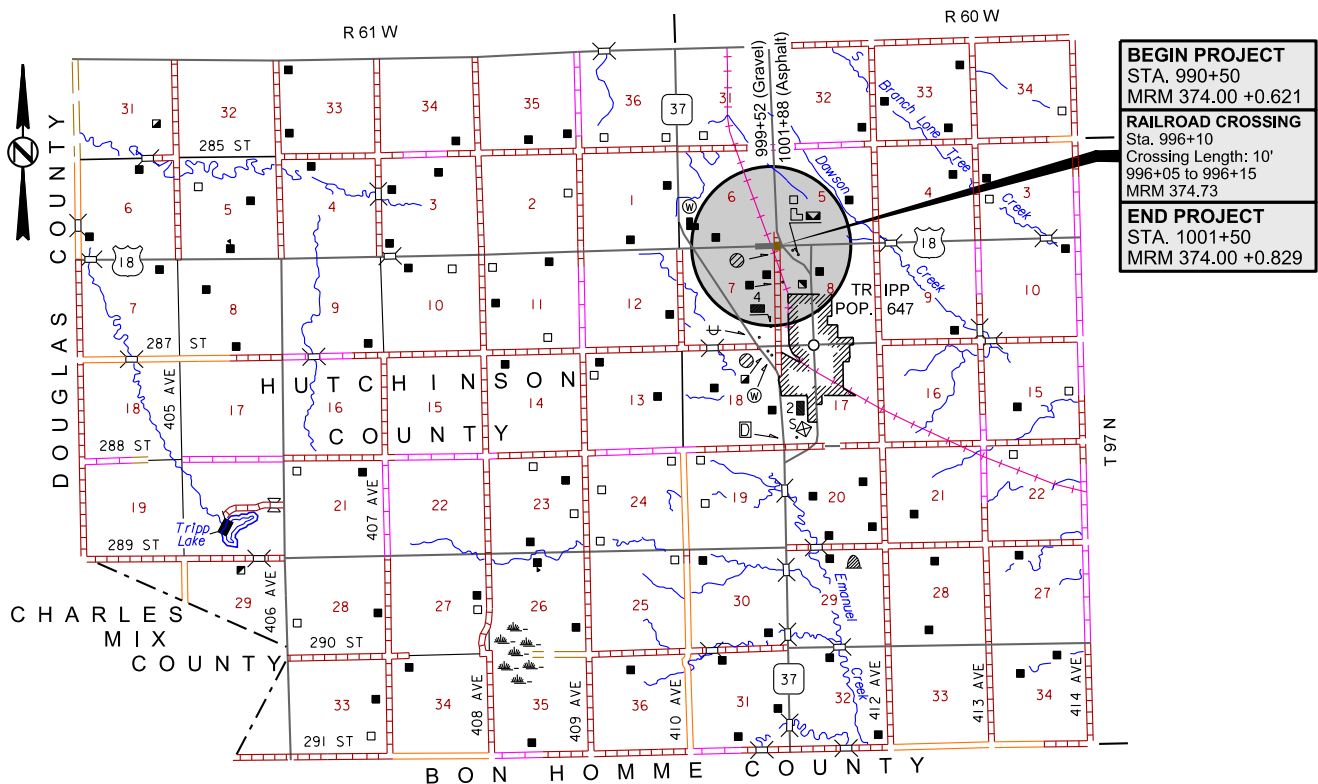 R 61 W
R 60 W
BEGIN PROJECT
STA. 990+50
MRM 374.00 +0.621
RAILROAD CROSSING
Sta. 996+10
Crossing Length: 10'
996+05 to 996+15
MRM 374.73
END PROJECT
STA. 1001+50
MRM 374.00 +0.829
999+52 (Gravel)
1001+88 (Asphalt)
31
32
33
34
35
36
37
31
32
33
34
S Branch Lone Tree Creek
285 ST
Dawson Creek
6
5
4
3
2
1
W
6
5
4
3
18
18
7
8
9
10
11
12
7
8
9
10
4
TRIPP
POP. 647
287 ST
DOUGLAS COUNTY
HUTCHINSON
COUNTY
18
17
16
15
14
13
18
17
16
15
405 AVE
W
2
S
D
288 ST
T 97 N
19
21
22
23
24
19
20
21
22
407 AVE
Tripp
Lake
289 ST
29
28
27
26
25
30
29
28
27
406 AVE
Emanuel Creek
CHARLES
MIX
COUNTY
290 ST
33
34
35
36
31
32
33
34
37
408 AVE
409 AVE
410 AVE
412 AVE
413 AVE
414 AVE
291 ST
BON HOMME COUNTY